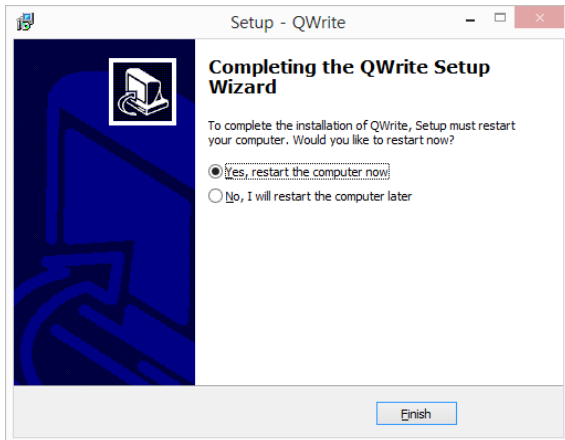 Setup - QWrite
Completing the QWrite Setup
Wizard
To complete the installation of QWrite, Setup must restart
your computer. Would you like to restart now?
Yes, restart the computer now
No, I will restart the computer later
Finish